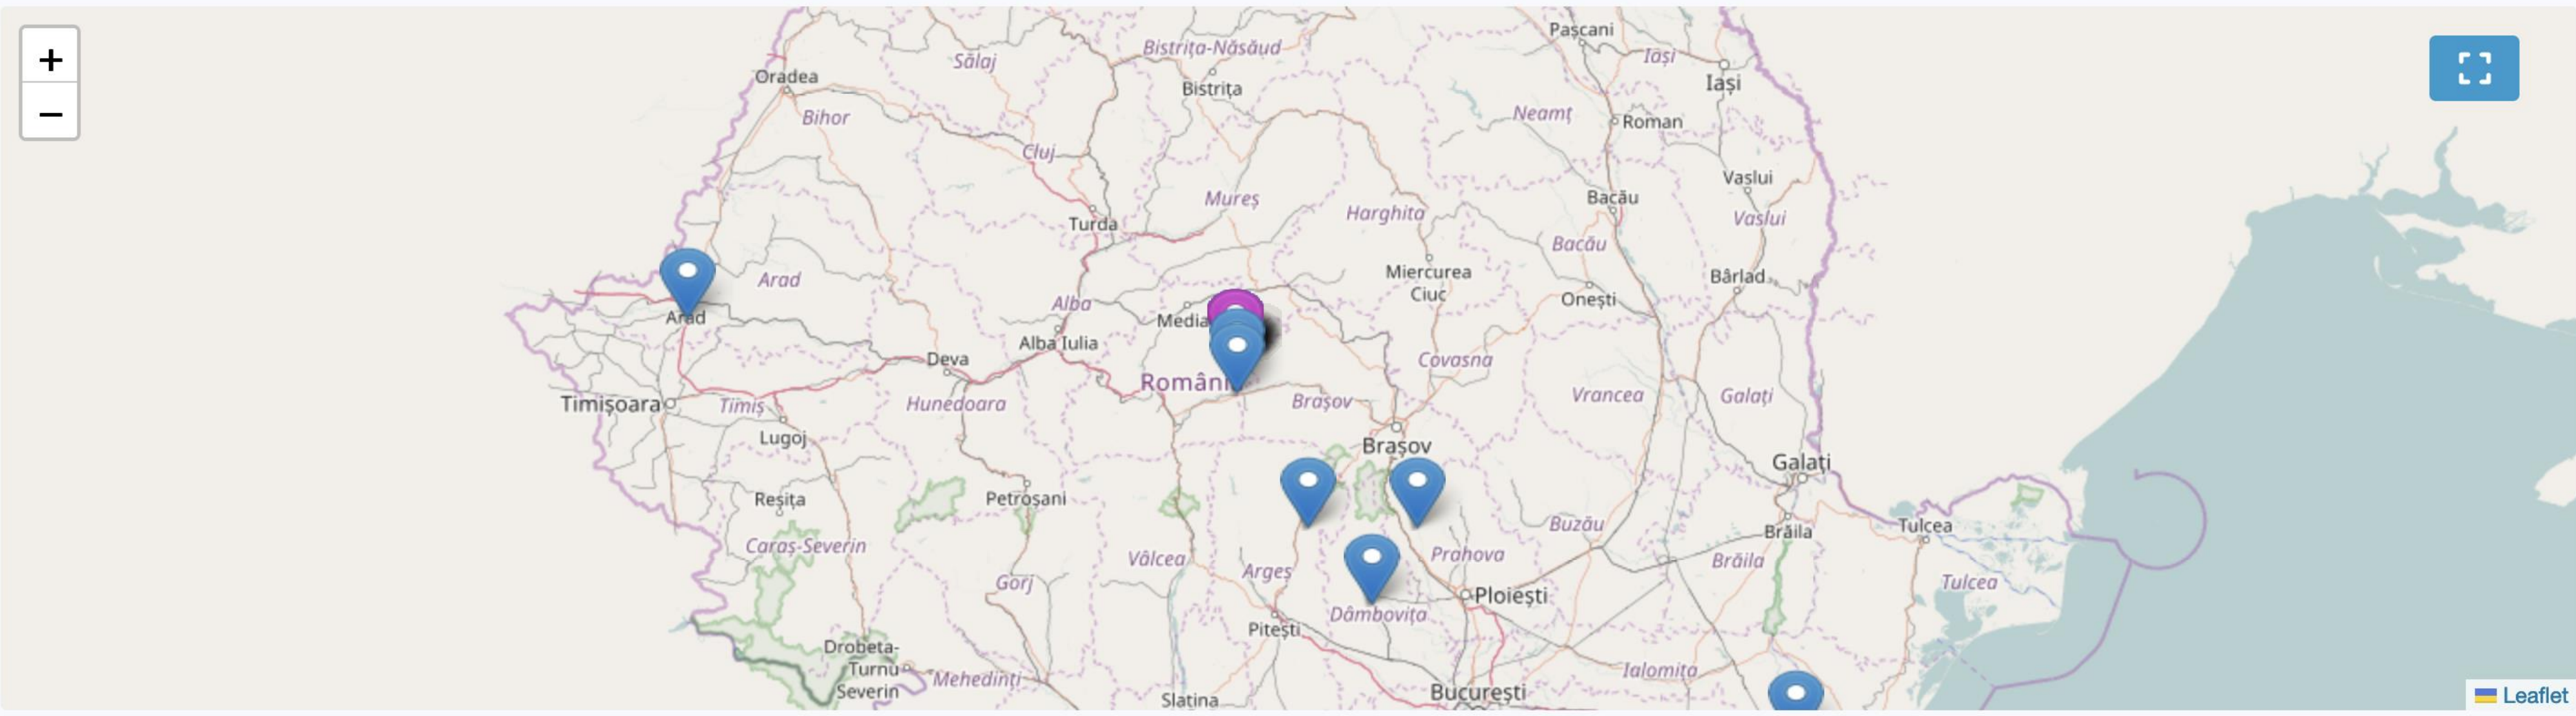 +
−
Oradea
Sălaj
Bistrița-Năsăud
Bistrița
Pașcani
Iași
Iași
Bihor
Cluj
Neamț
Roman
Turda
Mureș
Harghita
Bacău
Bacău
Vaslui
Vaslui
Arad
Arad
Alba
Media
Miercurea
Ciuc
Onești
Bârlad
Alba Iulia
Deva
Români
Covasna
Timișoara
Timiș
Hunedoara
Brașov
Vrancea
Galați
Lugoj
Brașov
Galați
Reșița
Petroșani
Caraș-Severin
Vâlcea
Argeș
Prahova
Buzău
Brăila
Brăila
Tulcea
Tulcea
Gorj
Ploiești
Dâmbovița
Pitești
Drobeta-
Turnu
Severin
Mehedinți
Slatina
București
Ialomița
Leaflet